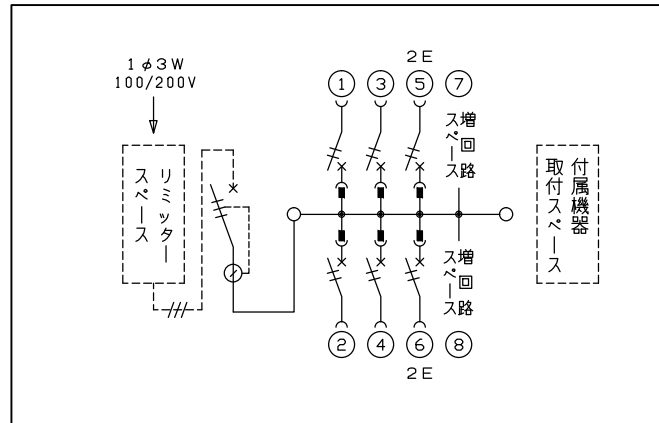 1φ3W
100/200V
リミッター
スペース
2E
① ③ ⑤ ⑦
増回路
スペース
付属機器
取付スペース
増回路
スペース
② ④ ⑥ ⑧
2E